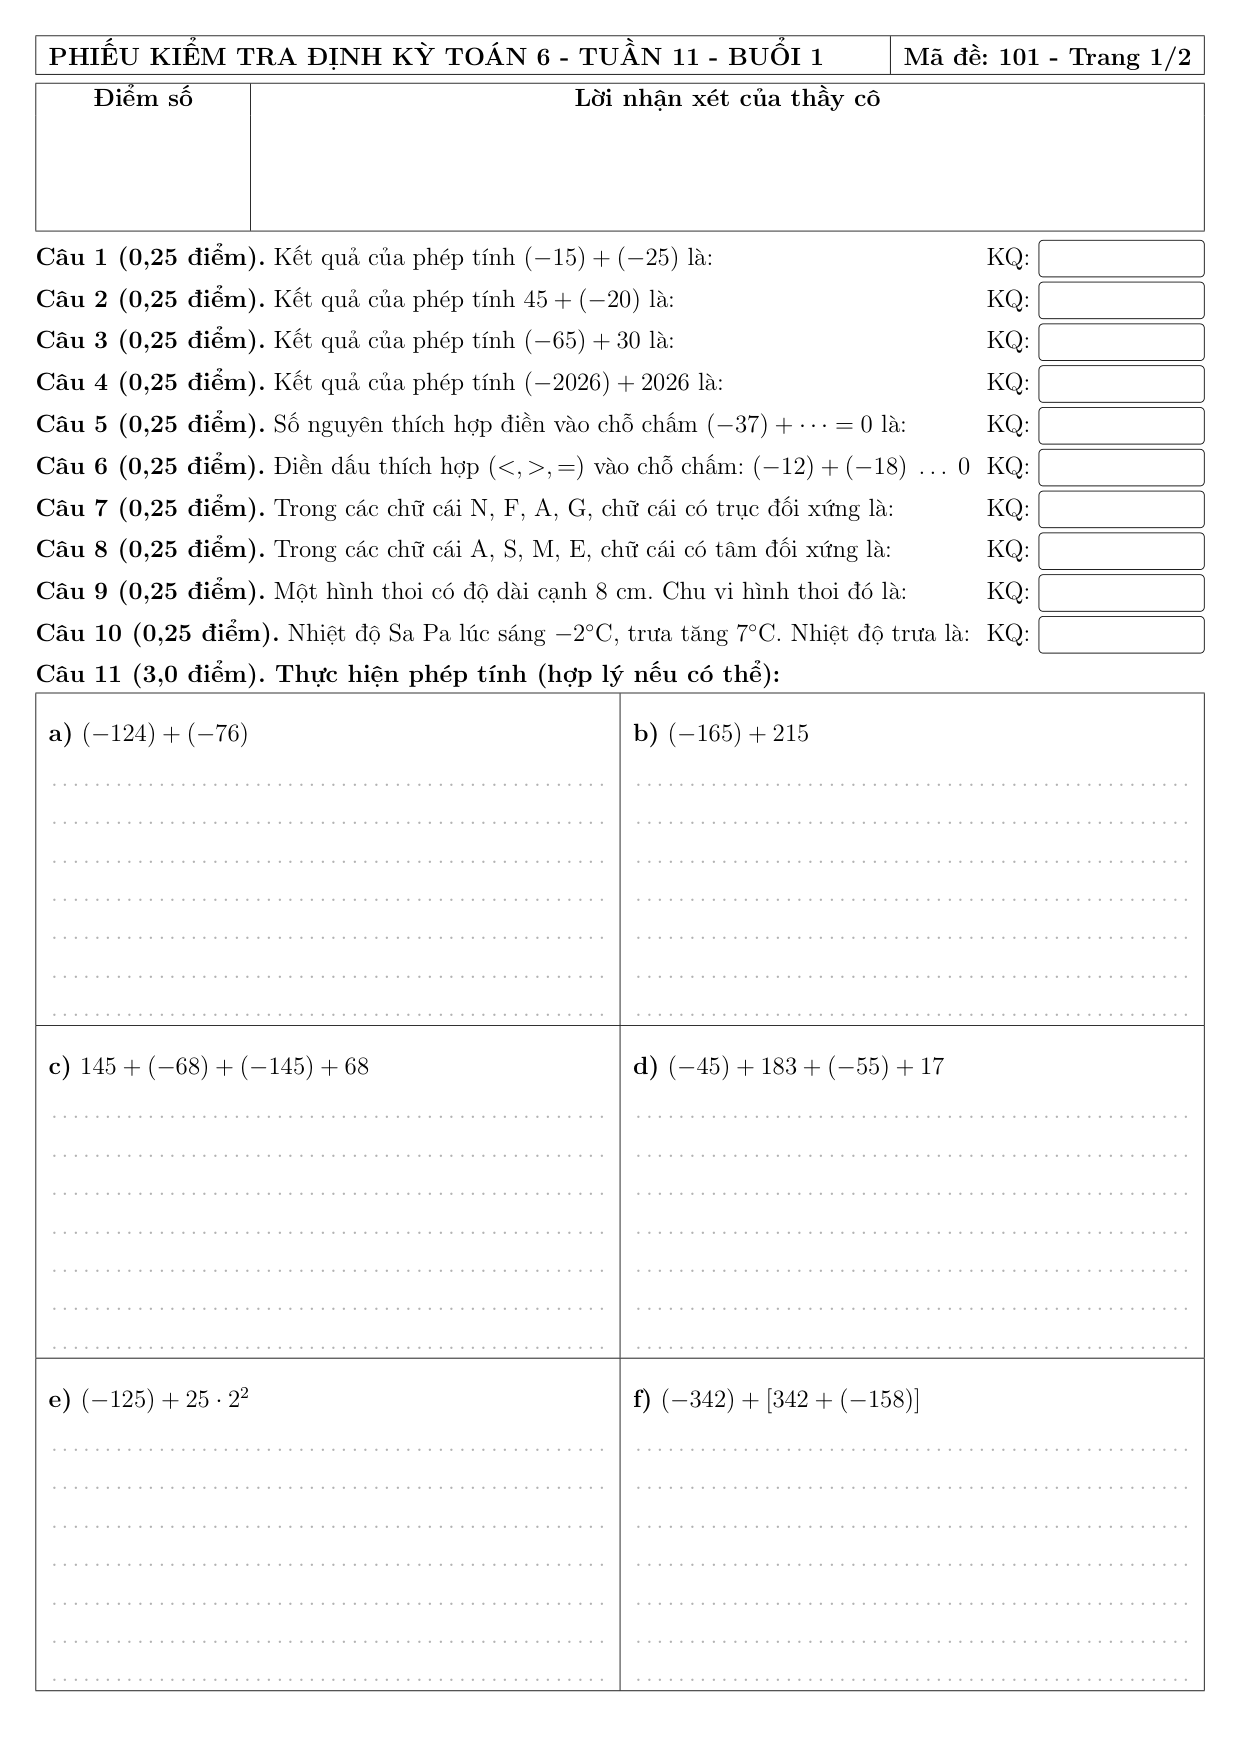 PHIẾU KIỂM TRA ĐỊNH KỲ TOÁN 6 - TUẦN 11 - BUỔI 1 Mã đề: 101 - Trang 1/2
Điểm số Lời nhận xét của thầy cô
Câu 1 (0,25 điểm). Kết quả của phép tính (−15) + (−25) là: KQ:
Câu 2 (0,25 điểm). Kết quả của phép tính 45 + (−20) là: KQ:
Câu 3 (0,25 điểm). Kết quả của phép tính (−65) + 30 là: KQ:
Câu 4 (0,25 điểm). Kết quả của phép tính (−2026) + 2026 là: KQ:
Câu 5 (0,25 điểm). Số nguyên thích hợp điền vào chỗ chấm (−37) + ⋯ = 0 là: KQ:
Câu 6 (0,25 điểm). Điền dấu thích hợp (<, >, =) vào chỗ chấm: (−12) + (−18) … 0 KQ:
Câu 7 (0,25 điểm). Trong các chữ cái N, F, A, G, chữ cái có trục đối xứng là: KQ:
Câu 8 (0,25 điểm). Trong các chữ cái A, S, M, E, chữ cái có tâm đối xứng là: KQ:
Câu 9 (0,25 điểm). Một hình thoi có độ dài cạnh 8 cm. Chu vi hình thoi đó là: KQ:
Câu 10 (0,25 điểm). Nhiệt độ Sa Pa lúc sáng −2°C, trưa tăng 7°C. Nhiệt độ trưa là: KQ:
Câu 11 (3,0 điểm). Thực hiện phép tính (hợp lý nếu có thể):
a) (−124) + (−76) b) (−165) + 215
c) 145 + (−68) + (−145) + 68 d) (−45) + 183 + (−55) + 17
e) (−125) + 25 · 2² f) (−342) + [342 + (−158)]